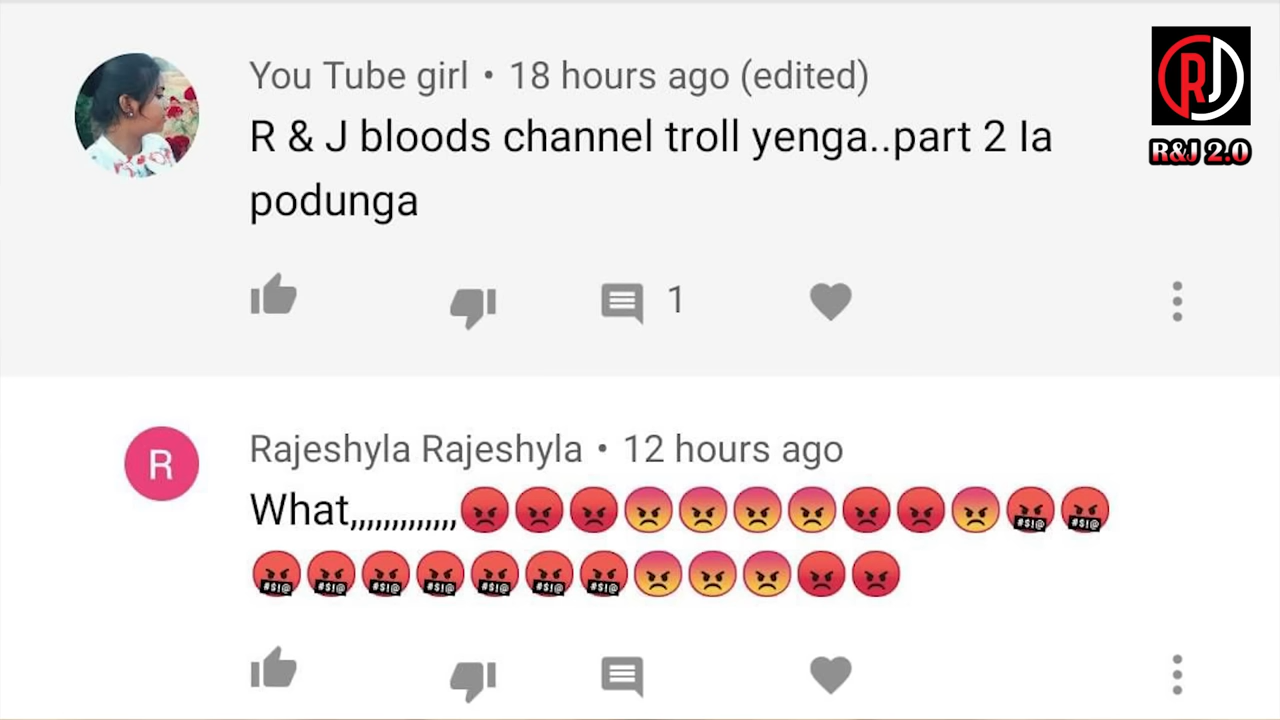 You Tube girl • 18 hours ago (edited)
R & J bloods channel troll yenga..part 2 la
podunga
1
RJ
R&J 2.0
R
Rajeshyla Rajeshyla • 12 hours ago
What,,,,,,,,,,,,,😡😡😡😠😠😠😠😡😡😠🤬🤬
🤬🤬🤬🤬🤬🤬🤬😠😠😠😡😡